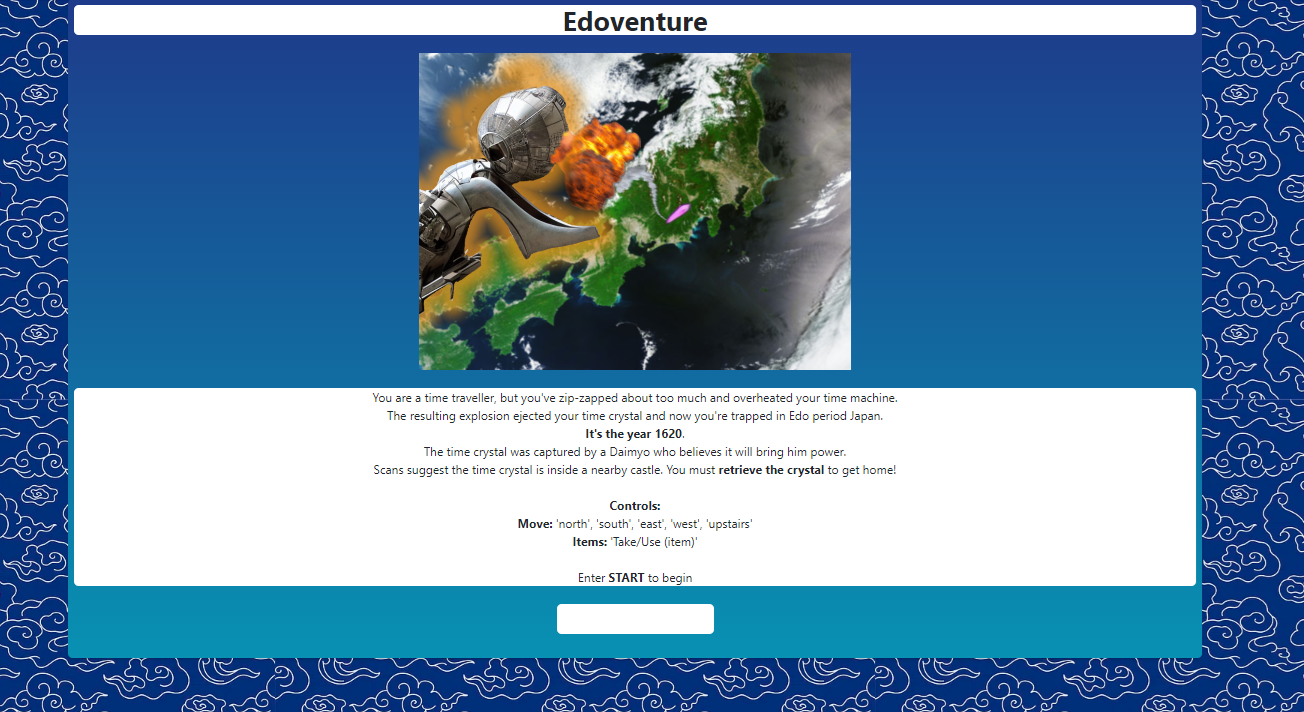 Edoventure
You are a time traveller, but you've zip-zapped about too much and overheated your time machine.
The resulting explosion ejected your time crystal and now you're trapped in Edo period Japan.
It's the year 1620.
The time crystal was captured by a Daimyo who believes it will bring him power.
Scans suggest the time crystal is inside a nearby castle. You must retrieve the crystal to get home!
Controls:
Move: 'north', 'south', 'east', 'west', 'upstairs'
Items: 'Take/Use (item)'
Enter START to begin